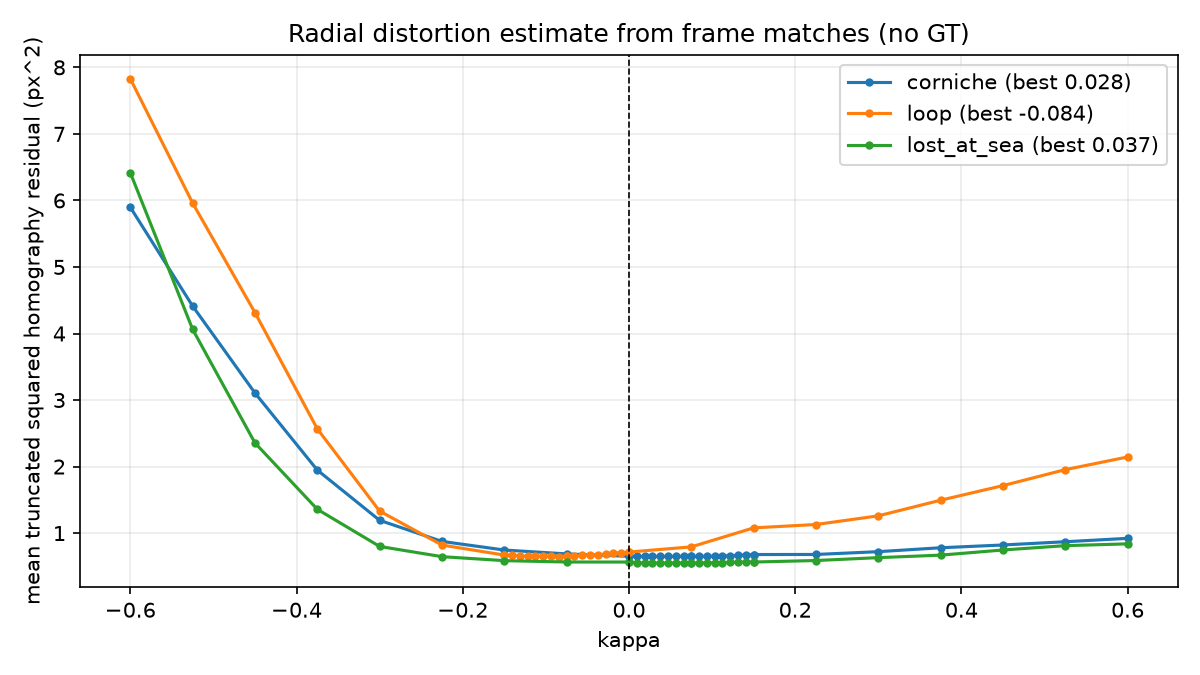 Radial distortion estimate from frame matches (no GT)
mean truncated squared homography residual (px^2)
8
7
6
5
4
3
2
1
corniche (best 0.028)
loop (best -0.084)
lost_at_sea (best 0.037)
−0.6 −0.4 −0.2 0.0 0.2 0.4 0.6
kappa